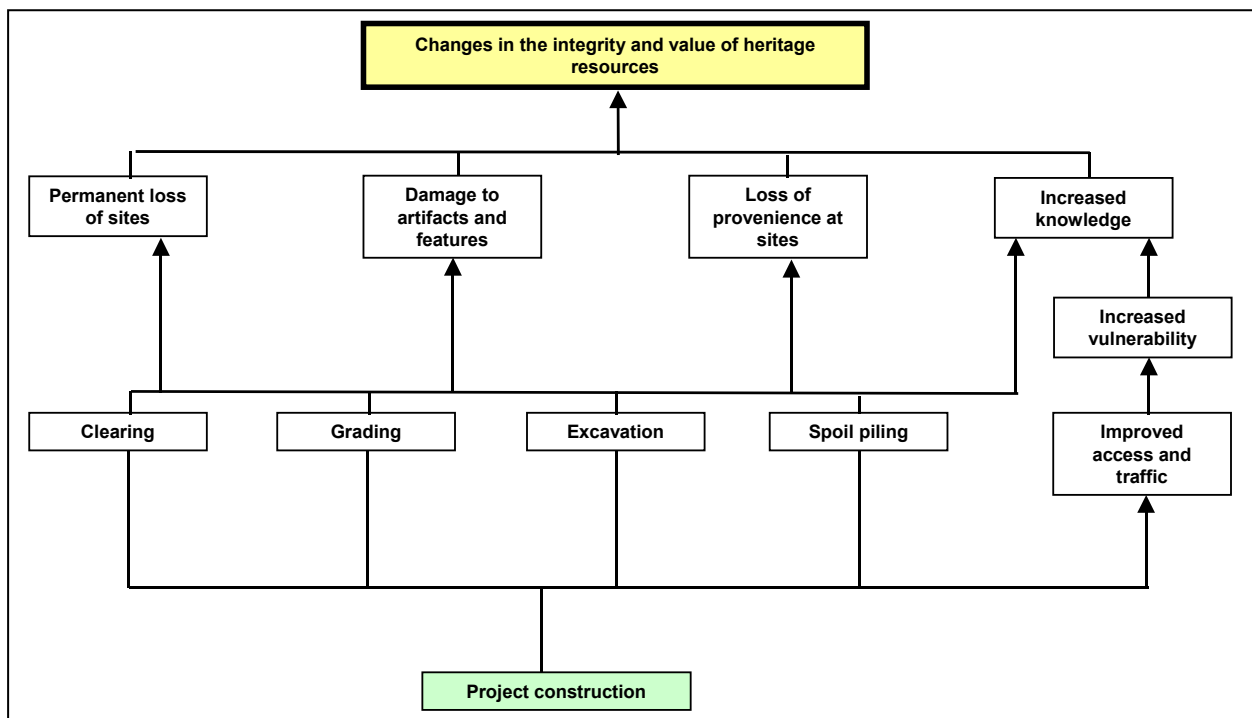 Changes in the integrity and value of heritage
resources
Permanent loss
of sites
Damage to
artifacts and
features
Loss of
provenience at
sites
Increased
knowledge
Increased
vulnerability
Clearing
Grading
Excavation
Spoil piling
Improved
access and
traffic
Project construction